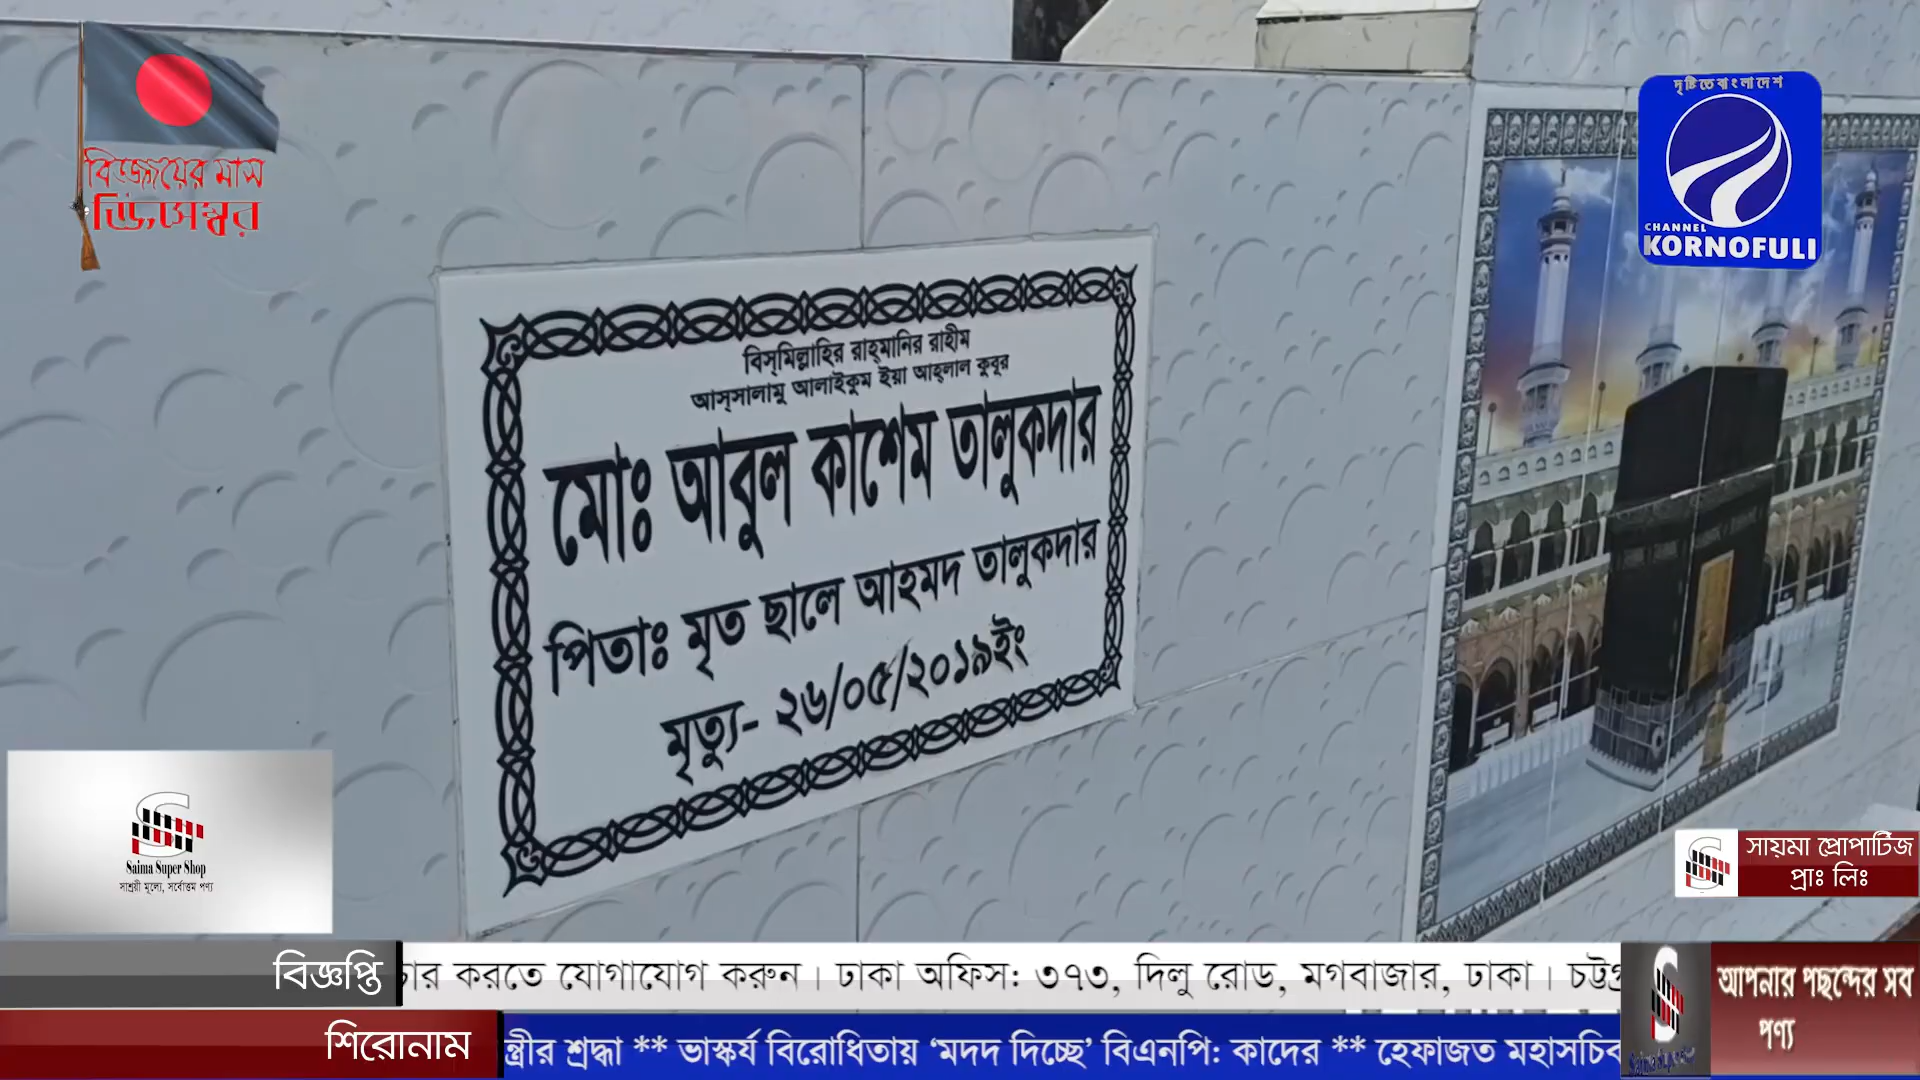 দৃষ্টিতে বাংলাদেশ
CHANNEL
KORNOFULI
বিজয়ের মাস
ডিসেম্বর
বিস্‌মিল্লাহির রাহ্‌মানির রাহীম
আস্‌সালামু আলাইকুম ইয়া আহ্‌লাল কুবূর
মোঃ আবুল কাশেম তালুকদার
পিতাঃ মৃত ছালে আহমদ তালুকদার
মৃত্যু- ২৬/০৫/২০১৯ইং
Saima Super Shop
সাশ্রয়ী মূল্যে, সর্বোত্তম পণ্য
সায়মা প্রোপার্টিজ
প্রাঃ লিঃ
বিজ্ঞপ্তি
চার করতে যোগাযোগ করুন। ঢাকা অফিস: ৩৭৩, দিলু রোড, মগবাজার, ঢাকা।
আপনার পছন্দের সব
পণ্য
শিরোনাম
ন্ত্রীর শ্রদ্ধা ** ভাস্কর্য বিরোধিতায় ‘মদদ দিচ্ছে’ বিএনপি: কাদের ** হেফাজত মহাসচিব